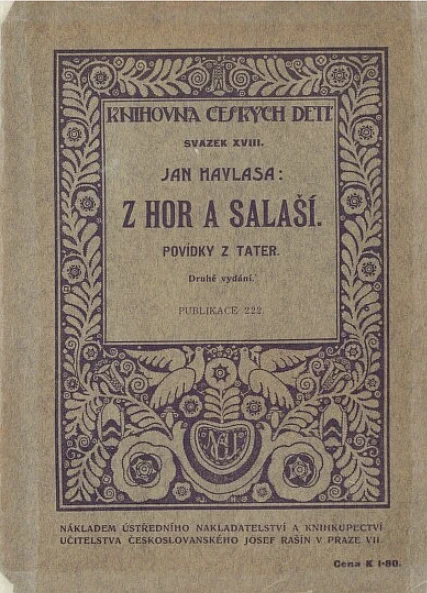 KNIHOVNA ČESKÝCH DĚTÍ
SVAZEK XVIII.
JAN HAVLASA:
Z HOR A SALAŠÍ.
POVÍDKY Z TATER.
Druhé vydání.
PUBLIKACE 222.
NÁKLADEM ÚSTŘEDNÍHO NAKLADATELSTVÍ A KNIHKUPECTVÍ
UČITELSTVA ČESKOSLOVANSKÉHO JOSEF RAŠÍN V PRAZE VII.
Cena K 1·80.